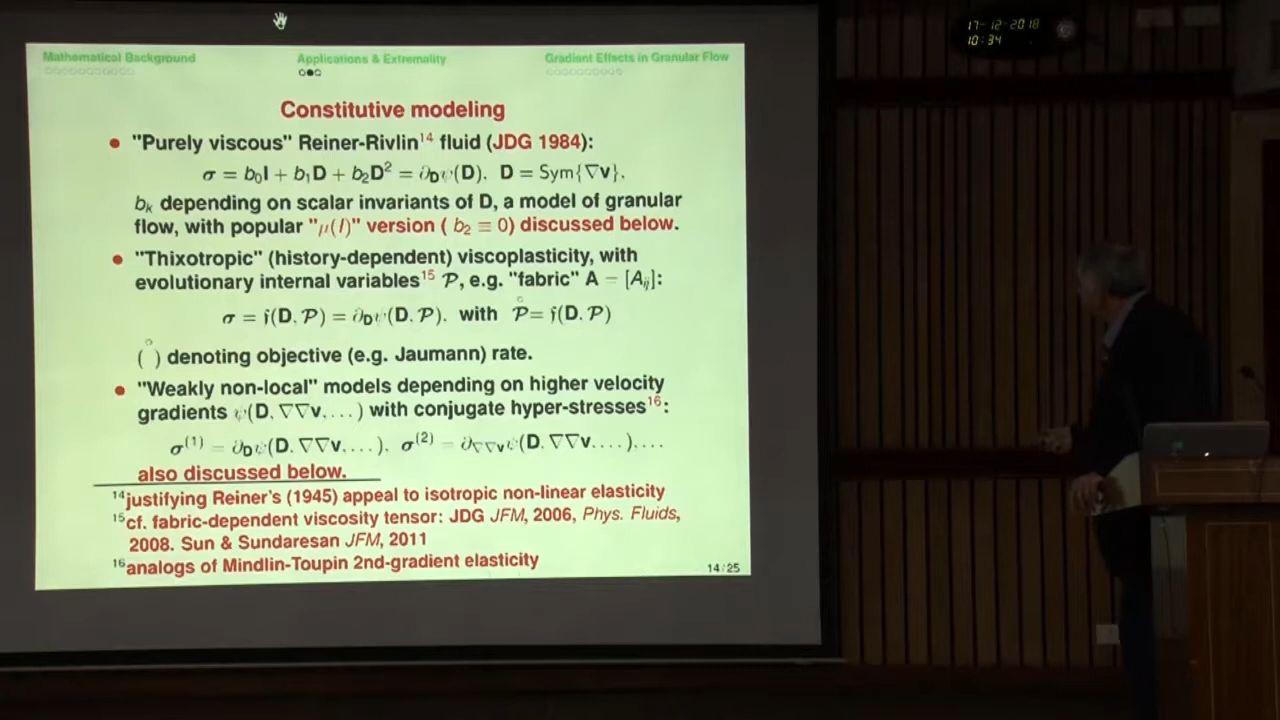 17-12-2018
10:34
Mathematical Background Applications & Extremality Gradient Effects in Granular Flow
Constitutive modeling
• "Purely viscous" Reiner-Rivlin¹⁴ fluid (JDG 1984):
σ = b₀I + b₁D + b₂D² = ∂_Dψ(D). D = Sym{∇v}.
bₖ depending on scalar invariants of D, a model of granular
flow, with popular "μ(I)" version ( b₂ ≡ 0) discussed below.
• "Thixotropic" (history-dependent) viscoplasticity, with
evolutionary internal variables¹⁵ 𝒫, e.g. "fabric" A = [A_ij]:
σ = f(D, 𝒫) = ∂_Dψ(D, 𝒫). with 𝒫̊ = f(D, 𝒫)
(°) denoting objective (e.g. Jaumann) rate.
• "Weakly non-local" models depending on higher velocity
gradients ψ(D, ∇∇v, . . .) with conjugate hyper-stresses¹⁶:
σ⁽¹⁾ = ∂_Dψ(D, ∇∇v, . . .), σ⁽²⁾ = ∂_∇∇vψ(D, ∇∇v, . . .), . . .
also discussed below.
¹⁴justifying Reiner's (1945) appeal to isotropic non-linear elasticity
¹⁵cf. fabric-dependent viscosity tensor: JDG JFM, 2006, Phys. Fluids,
2008. Sun & Sundaresan JFM, 2011
¹⁶analogs of Mindlin-Toupin 2nd-gradient elasticity
14/25